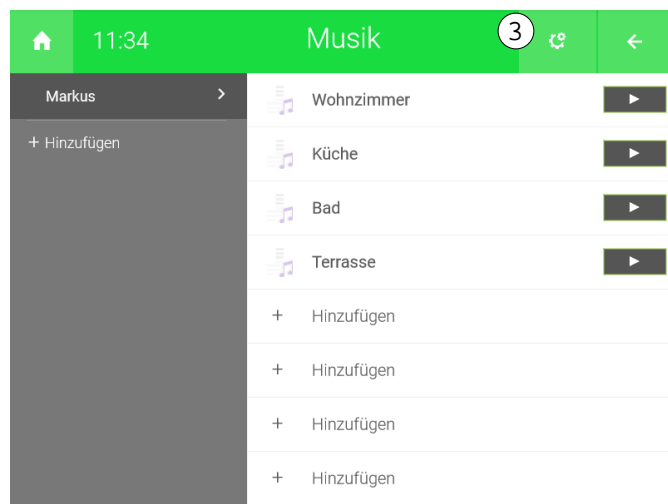 11:34
Musik
3
Markus
+ Hinzufügen
Wohnzimmer
Küche
Bad
Terrasse
+ Hinzufügen
+ Hinzufügen
+ Hinzufügen
+ Hinzufügen